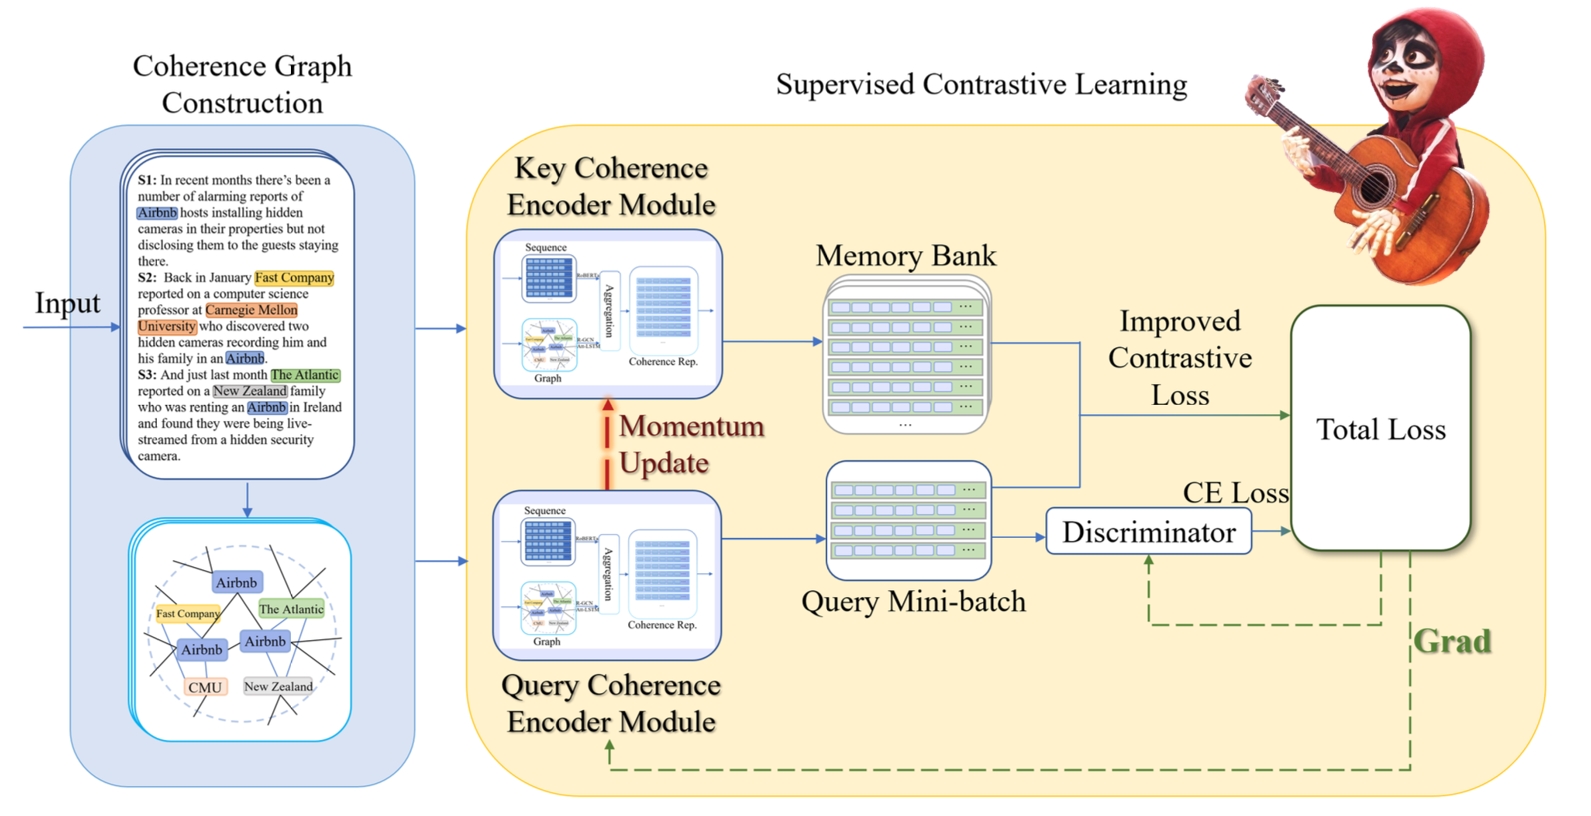 Coherence Graph
Construction
Supervised Contrastive Learning
Input
S1: In recent months there's been a
number of alarming reports of
Airbnb hosts installing hidden
cameras in their properties but not
disclosing them to the guests staying
there.
S2: Back in January Fast Company
reported on a computer science
professor at Carnegie Mellon
University who discovered two
hidden cameras recording him and
his family in an Airbnb.
S3: And just last month The Atlantic
reported on a New Zealand family
who was renting an Airbnb in Ireland
and found they were being live-
streamed from a hidden security
camera.
Airbnb
Fast Company
The Atlantic
Airbnb
Airbnb
CMU
New Zealand
Key Coherence
Encoder Module
Sequence
RoBERTa
Aggregation
Graph
Coherence Rep.
Momentum
Update
Sequence
RoBERTa
Aggregation
Graph
Coherence Rep.
Query Coherence
Encoder Module
Memory Bank
...
Query Mini-batch
Improved
Contrastive
Loss
CE Loss
Discriminator
Total Loss
Grad